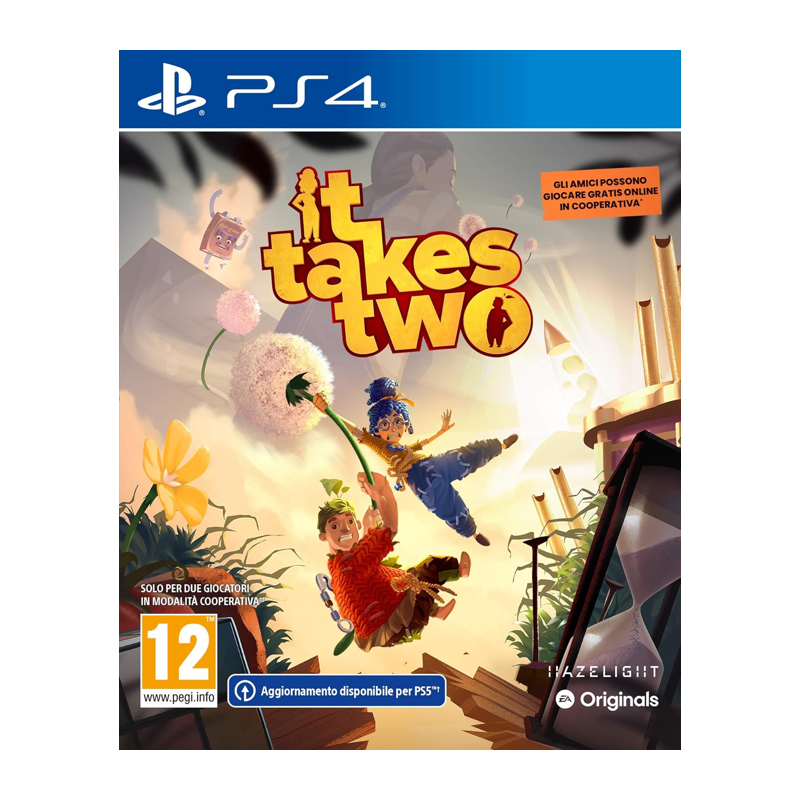 PS4
GLI AMICI POSSONO
GIOCARE GRATIS ONLINE
IN COOPERATIVA*
it
takes
two
SOLO PER DUE GIOCATORI
IN MODALITÀ COOPERATIVA**
12
www.pegi.info
Aggiornamento disponibile per PS5™†
HAZELIGHT
EA Originals